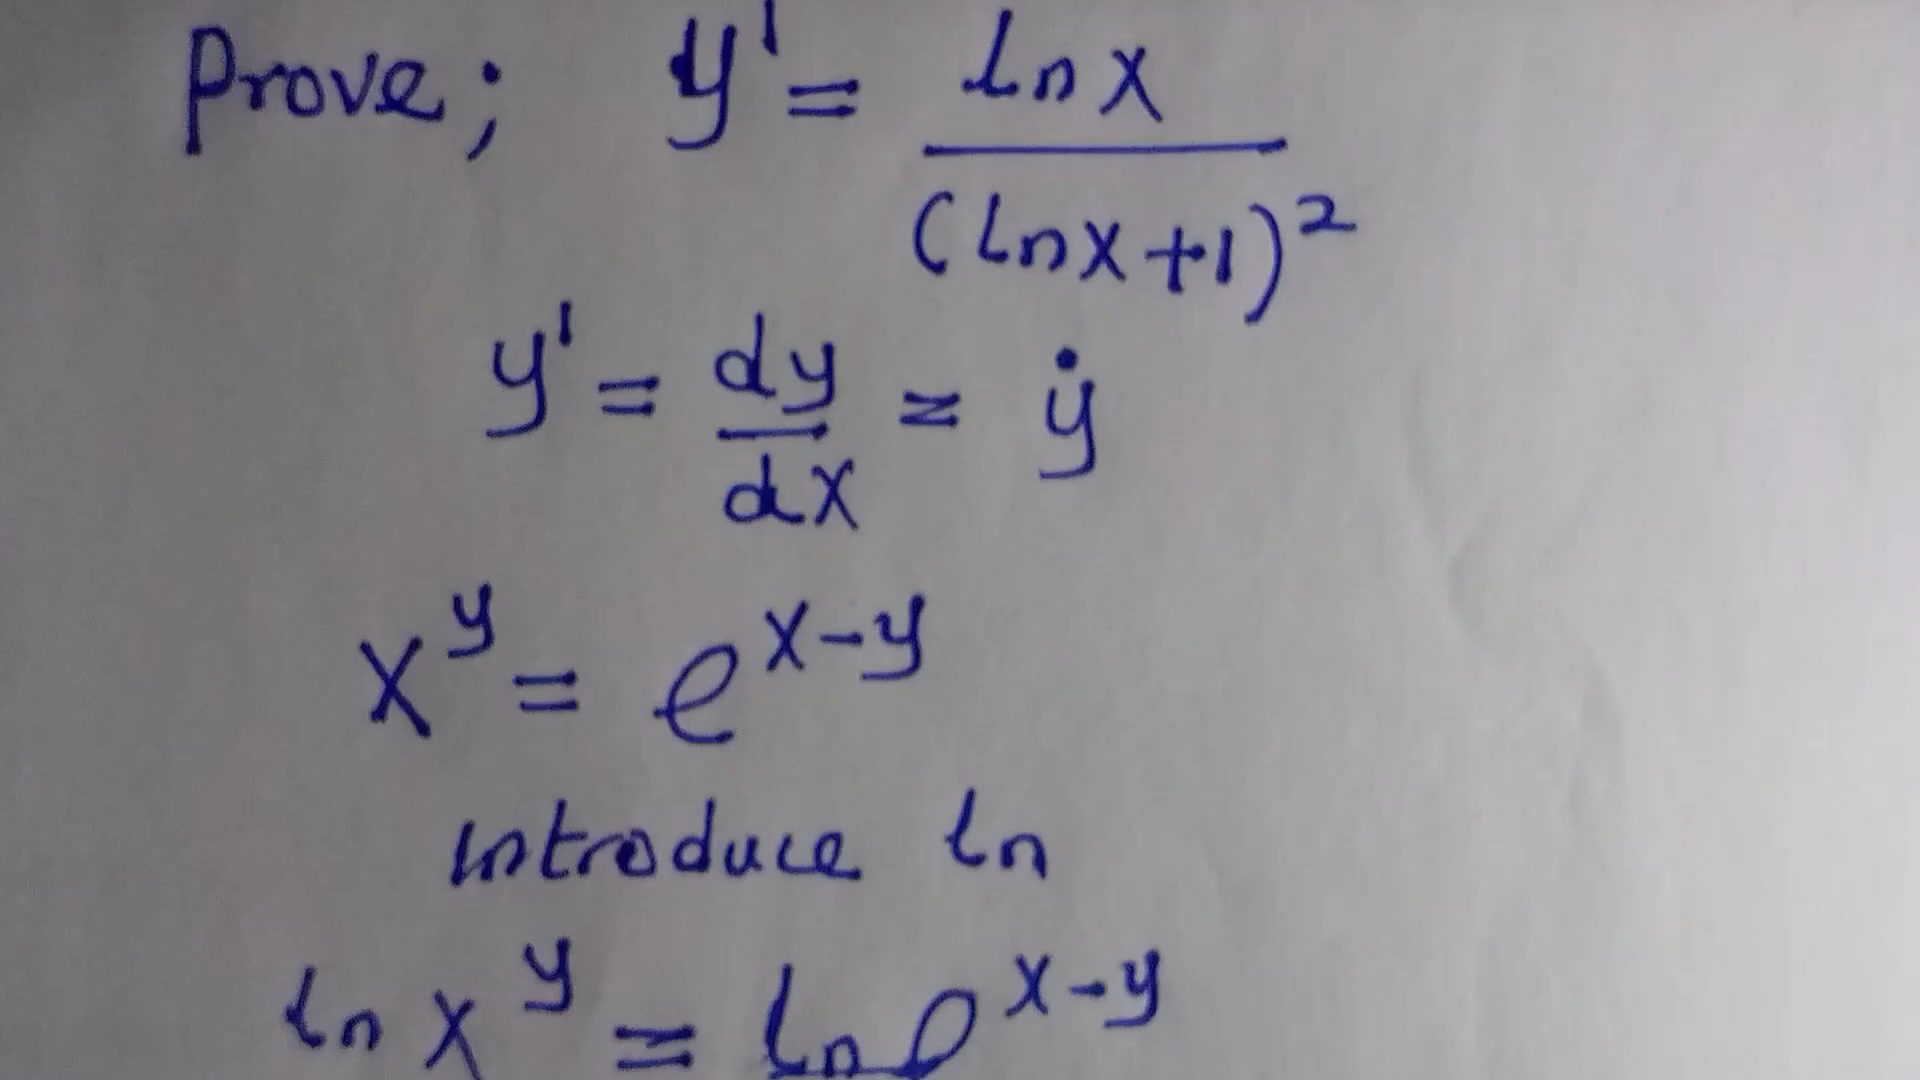 Prove; y' = ln x / (ln x + 1)²
y' = dy/dx = ẏ
x^y = e^(x-y)
introduce ln
ln x^y = ln e^(x-y)